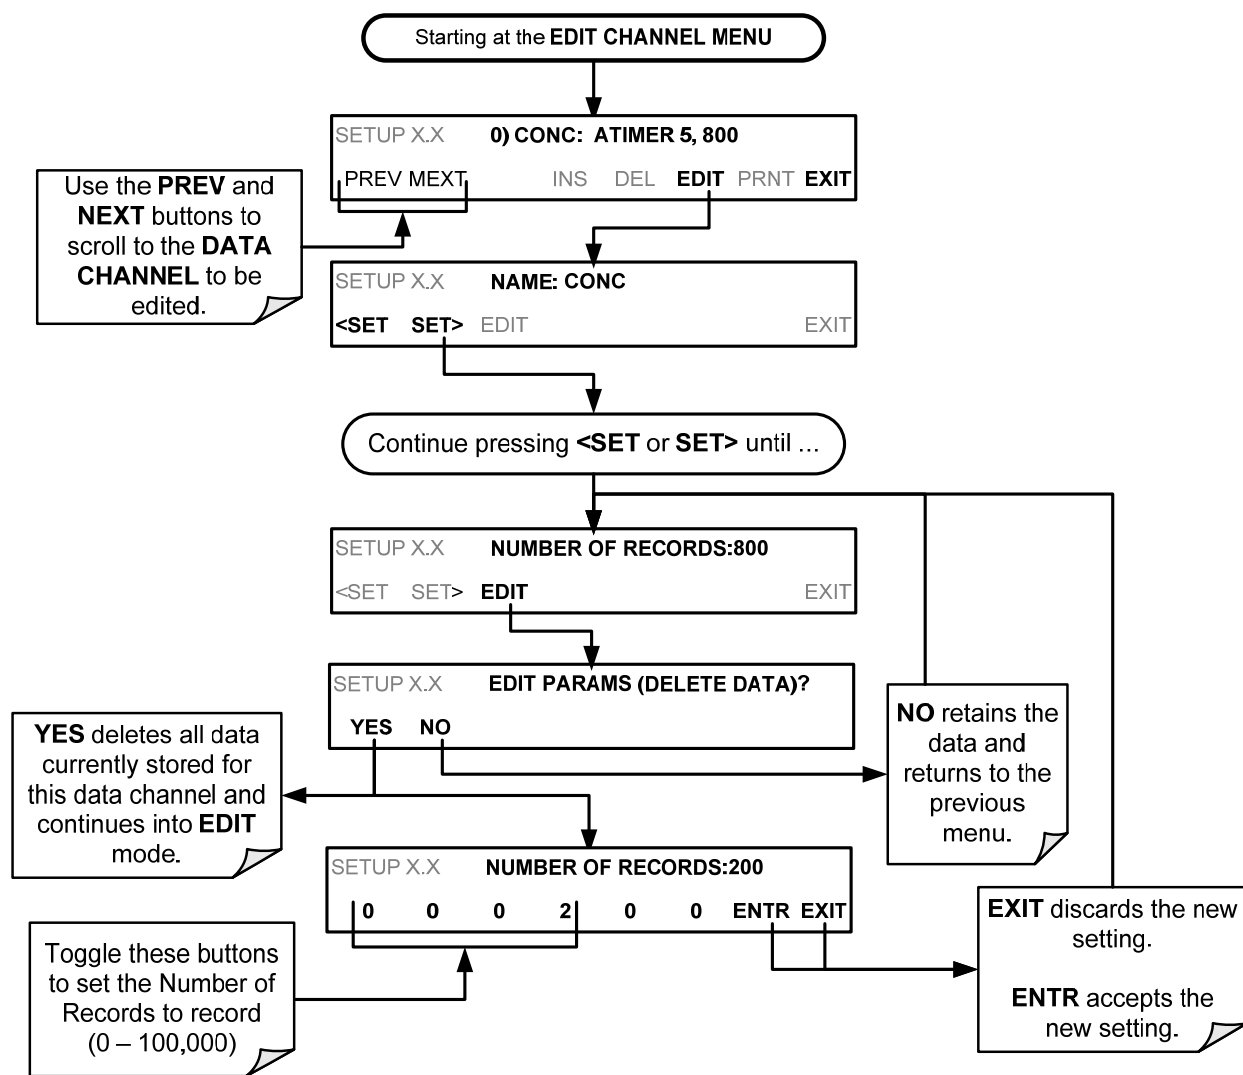 Starting at the EDIT CHANNEL MENU
SETUP X.X 0) CONC: ATIMER 5, 800
PREV MEXT INS DEL EDIT PRNT EXIT
Use the PREV and
NEXT buttons to
scroll to the DATA
CHANNEL to be
edited.
SETUP X.X NAME: CONC
<SET SET> EDIT EXIT
Continue pressing <SET or SET> until ...
SETUP X.X NUMBER OF RECORDS:800
<SET SET> EDIT EXIT
SETUP X.X EDIT PARAMS (DELETE DATA)?
YES NO
NO retains the
data and
returns to the
previous
menu.
YES deletes all data
currently stored for
this data channel and
continues into EDIT
mode.
SETUP X.X NUMBER OF RECORDS:200
0 0 0 2 0 0 ENTR EXIT
EXIT discards the new
setting.
ENTR accepts the
new setting.
Toggle these buttons
to set the Number of
Records to record
(0 – 100,000)